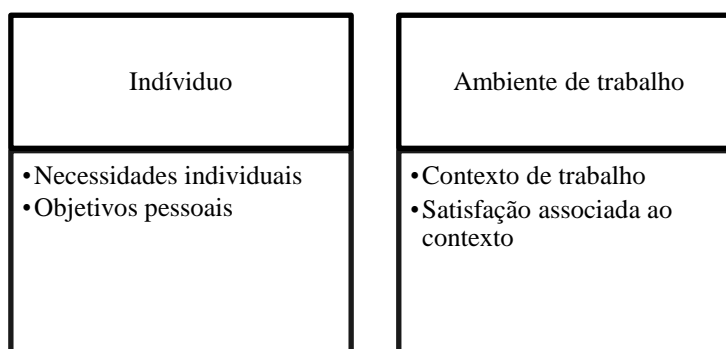 Indíviduo
•Necessidades individuais
•Objetivos pessoais
Ambiente de trabalho
•Contexto de trabalho
•Satisfação associada ao
contexto